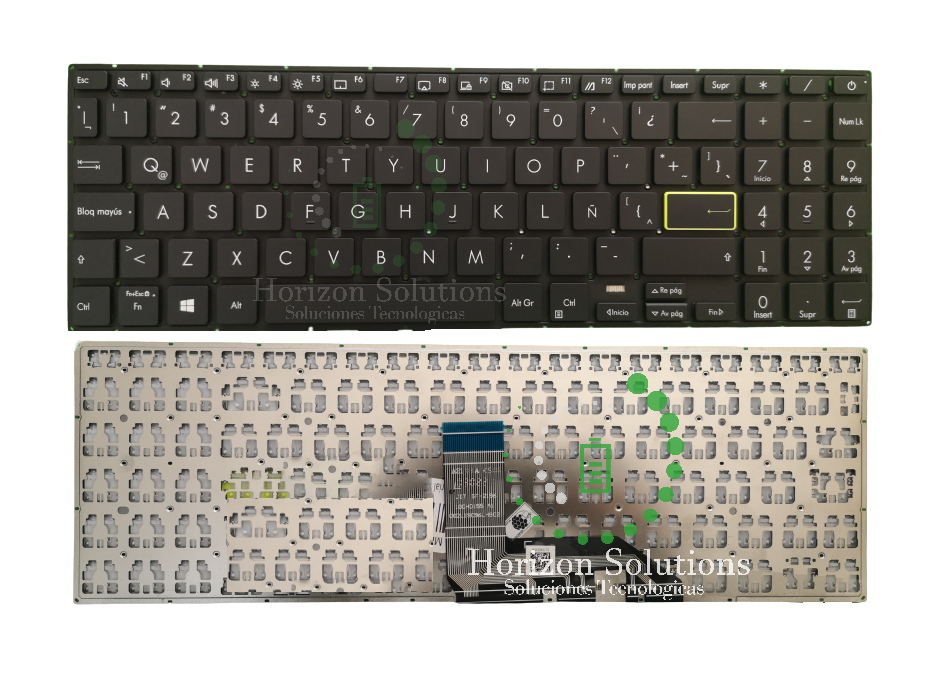 Esc F1 F2 F3 F4 F5 F6 F7 F8 F9 F10 F11 F12 Imp pant Insert Supr * / 
! 1 " 2 · 3 $ 4 % 5 & 6 / 7 ( 8 ) 9 = 0 ? ' \ ¿ + - Num Lk
Q @ W E R T Y U I O P * + ~ ] } 7 Inicio 8 9 Re pág
Bloq mayús A S D F G H J K L Ñ [ { ^ 4 5 6
> < Z X C V B N M ; , : . _ - 1 Fin 2 3 Av pág
Ctrl Fn+Esc Fn Alt Alt Gr Ctrl Inicio Re pág Av pág Fin 0 Insert . Supr
Horizon Solutions
Soluciones Tecnologicas
Horizon Solutions
Soluciones Tecnologicas